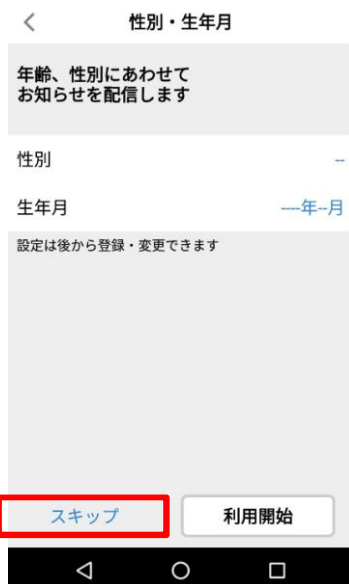 性別・生年月
年齢、性別にあわせて
お知らせを配信します
性別 --
生年月 ----年--月
設定は後から登録・変更できます
スキップ 利用開始